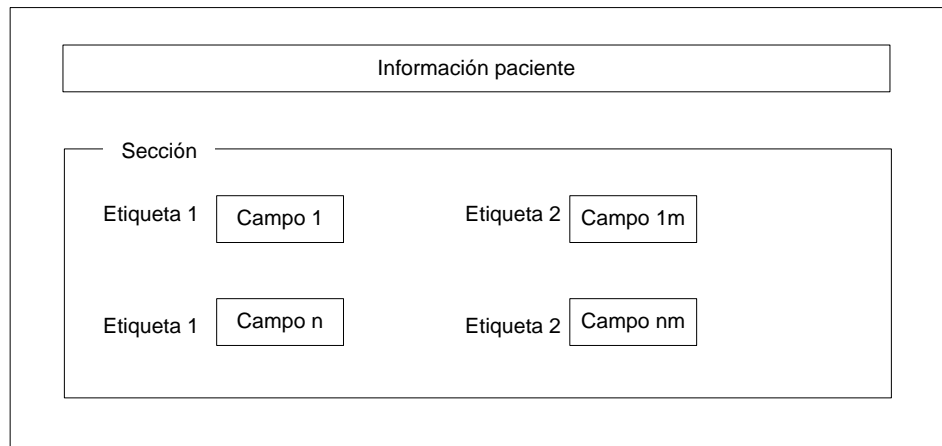 Información paciente
Sección
Etiqueta 1 Campo 1 Etiqueta 2 Campo 1m
Etiqueta 1 Campo n Etiqueta 2 Campo nm